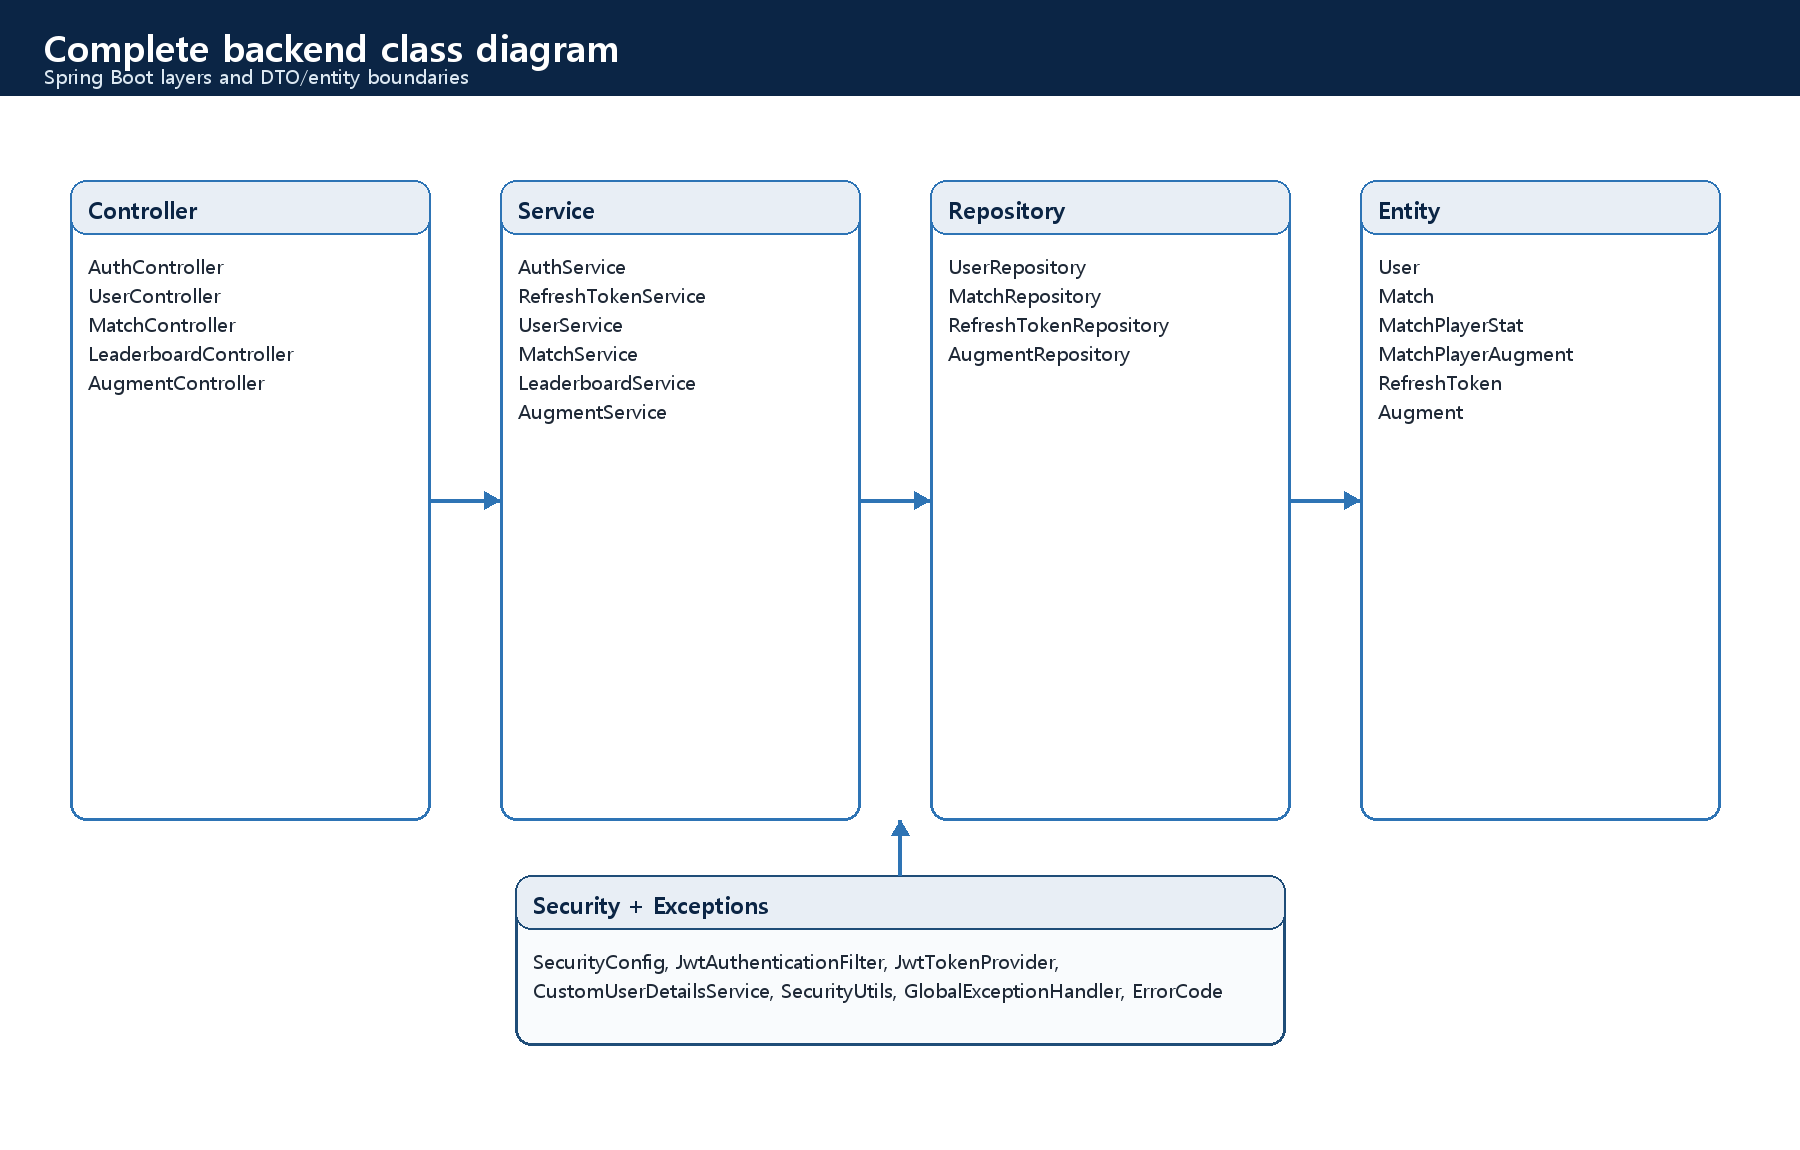 Complete backend class diagram
Spring Boot layers and DTO/entity boundaries
Controller
AuthController
UserController
MatchController
LeaderboardController
AugmentController
Service
AuthService
RefreshTokenService
UserService
MatchService
LeaderboardService
AugmentService
Repository
UserRepository
MatchRepository
RefreshTokenRepository
AugmentRepository
Entity
User
Match
MatchPlayerStat
MatchPlayerAugment
RefreshToken
Augment
Security + Exceptions
SecurityConfig, JwtAuthenticationFilter, JwtTokenProvider,
CustomUserDetailsService, SecurityUtils, GlobalExceptionHandler, ErrorCode